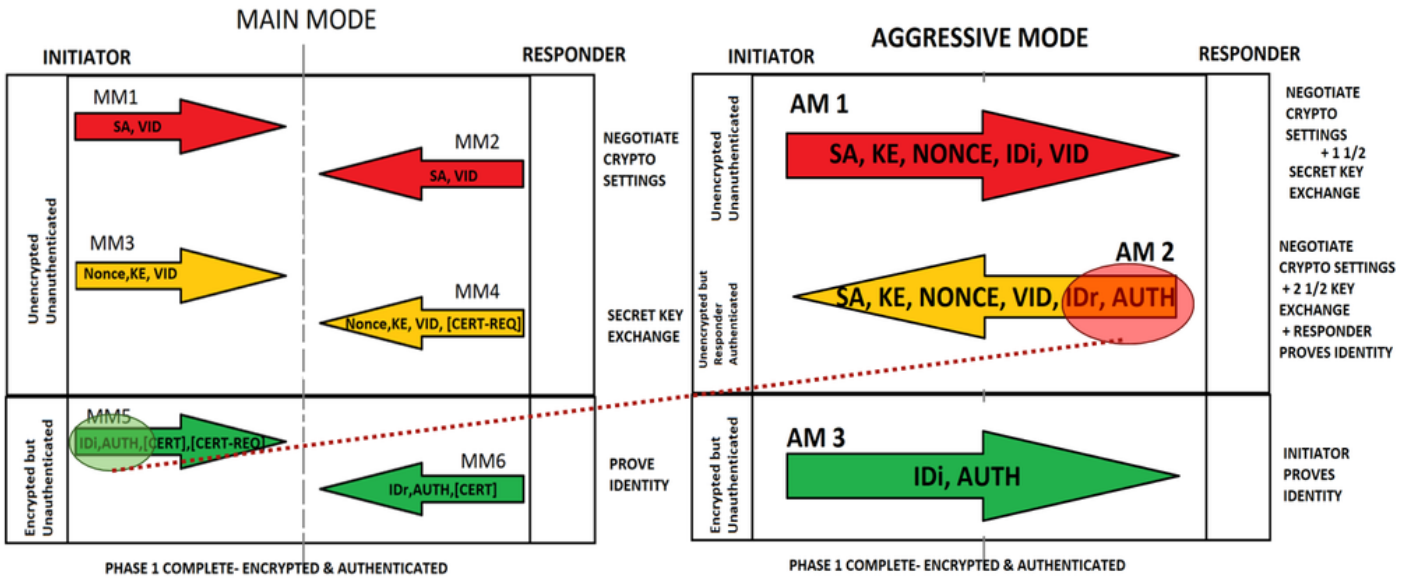 MAIN MODE
INITIATOR
RESPONDER
MM1
SA, VID
MM2
SA, VID
NEGOTIATE
CRYPTO
SETTINGS
Unencrypted
Unanuthenticated
MM3
Nonce,KE, VID
MM4
Nonce,KE, VID, [CERT-REQ]
SECRET KEY
EXCHANGE
Encrypted but
Unauthenticated
MM5
IDi,AUTH,[CERT],[CERT-REQ]
MM6
IDr,AUTH,[CERT]
PROVE
IDENTITY
PHASE 1 COMPLETE- ENCRYPTED & AUTHENTICATED
AGGRESSIVE MODE
INITIATOR
RESPONDER
Unencrypted
Unanuthenticated
AM 1
SA, KE, NONCE, IDi, VID
NEGOTIATE
CRYPTO
SETTINGS
+ 1 1/2
SECRET KEY
EXCHANGE
Unencrypted but
Responder
Authenticated
AM 2
SA, KE, NONCE, VID, IDr, AUTH
NEGOTIATE
CRYPTO SETTINGS
+ 2 1/2 KEY
EXCHANGE
+ RESPONDER
PROVES IDENTITY
Encrypted but
Unauthenticated
AM 3
IDi, AUTH
INITIATOR
PROVES
IDENTITY
PHASE 1 COMPLETE- ENCRYPTED & AUTHENTICATED